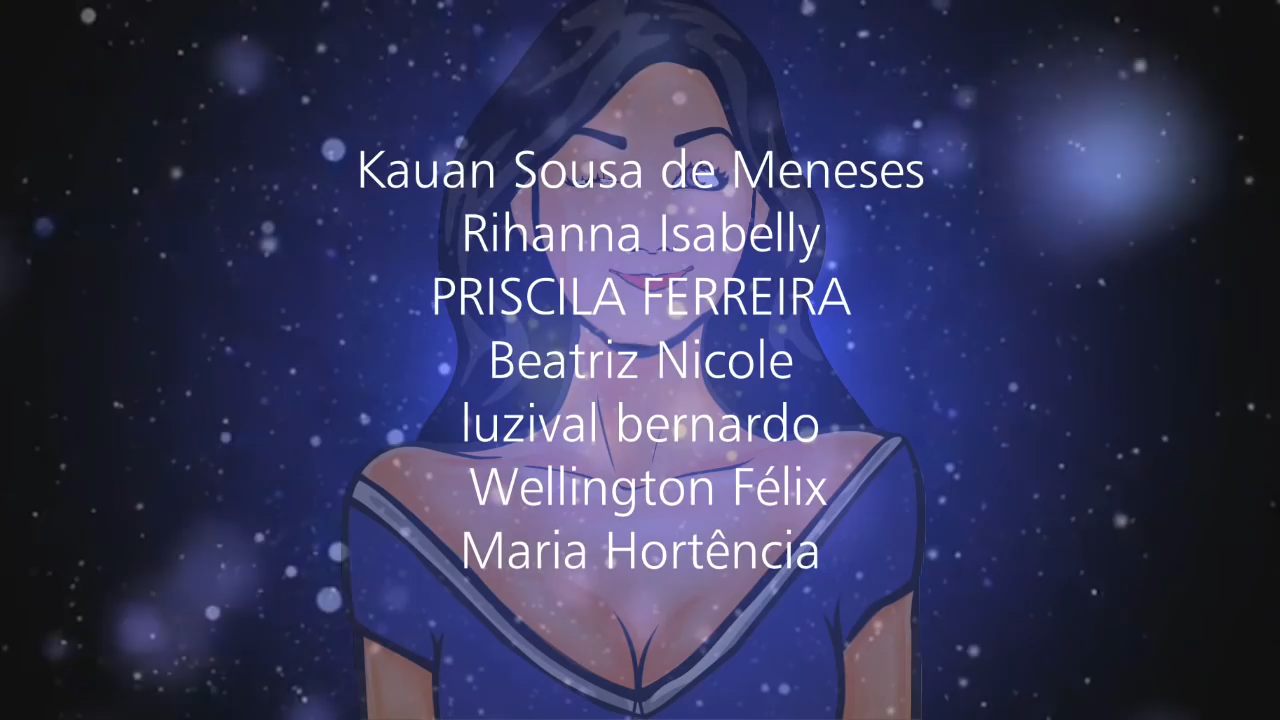 Kauan Sousa de Meneses
Rihanna Isabelly
PRISCILA FERREIRA
Beatriz Nicole
luzival bernardo
Wellington Félix
Maria Hortência